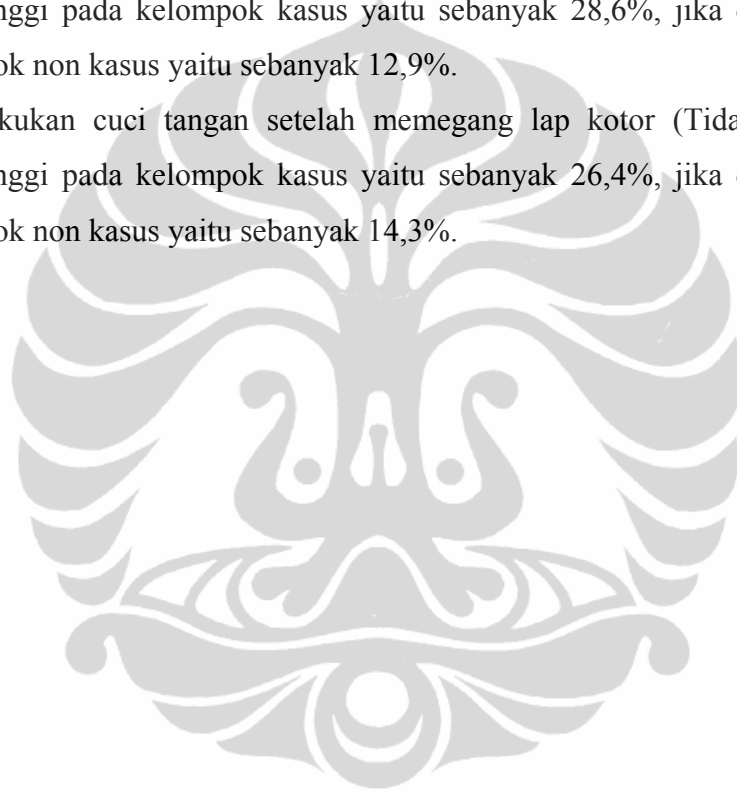 nggi pada kelompok kasus yaitu sebanyak 28,6%, jika
ok non kasus yaitu sebanyak 12,9%.
kukan cuci tangan setelah memegang lap kotor (Tida
nggi pada kelompok kasus yaitu sebanyak 26,4%, jika
ok non kasus yaitu sebanyak 14,3%.